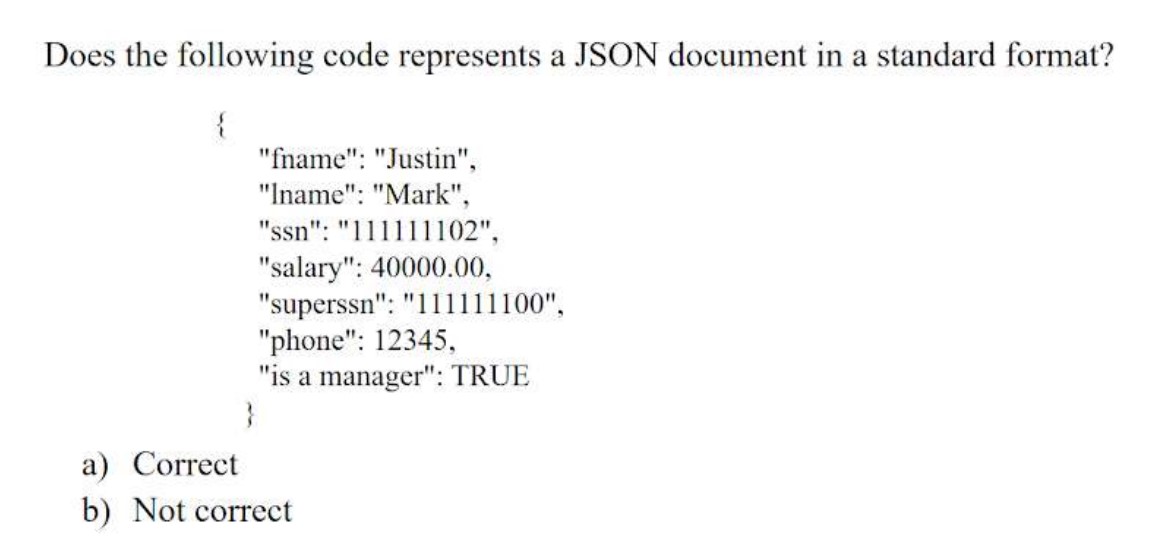 Does the following code represents a JSON document in a standard format?
{
"fname": "Justin",
"lname": "Mark",
"ssn": "111111102",
"salary": 40000.00,
"superssn": "111111100",
"phone": 12345,
"is a manager": TRUE
}
a) Correct
b) Not correct